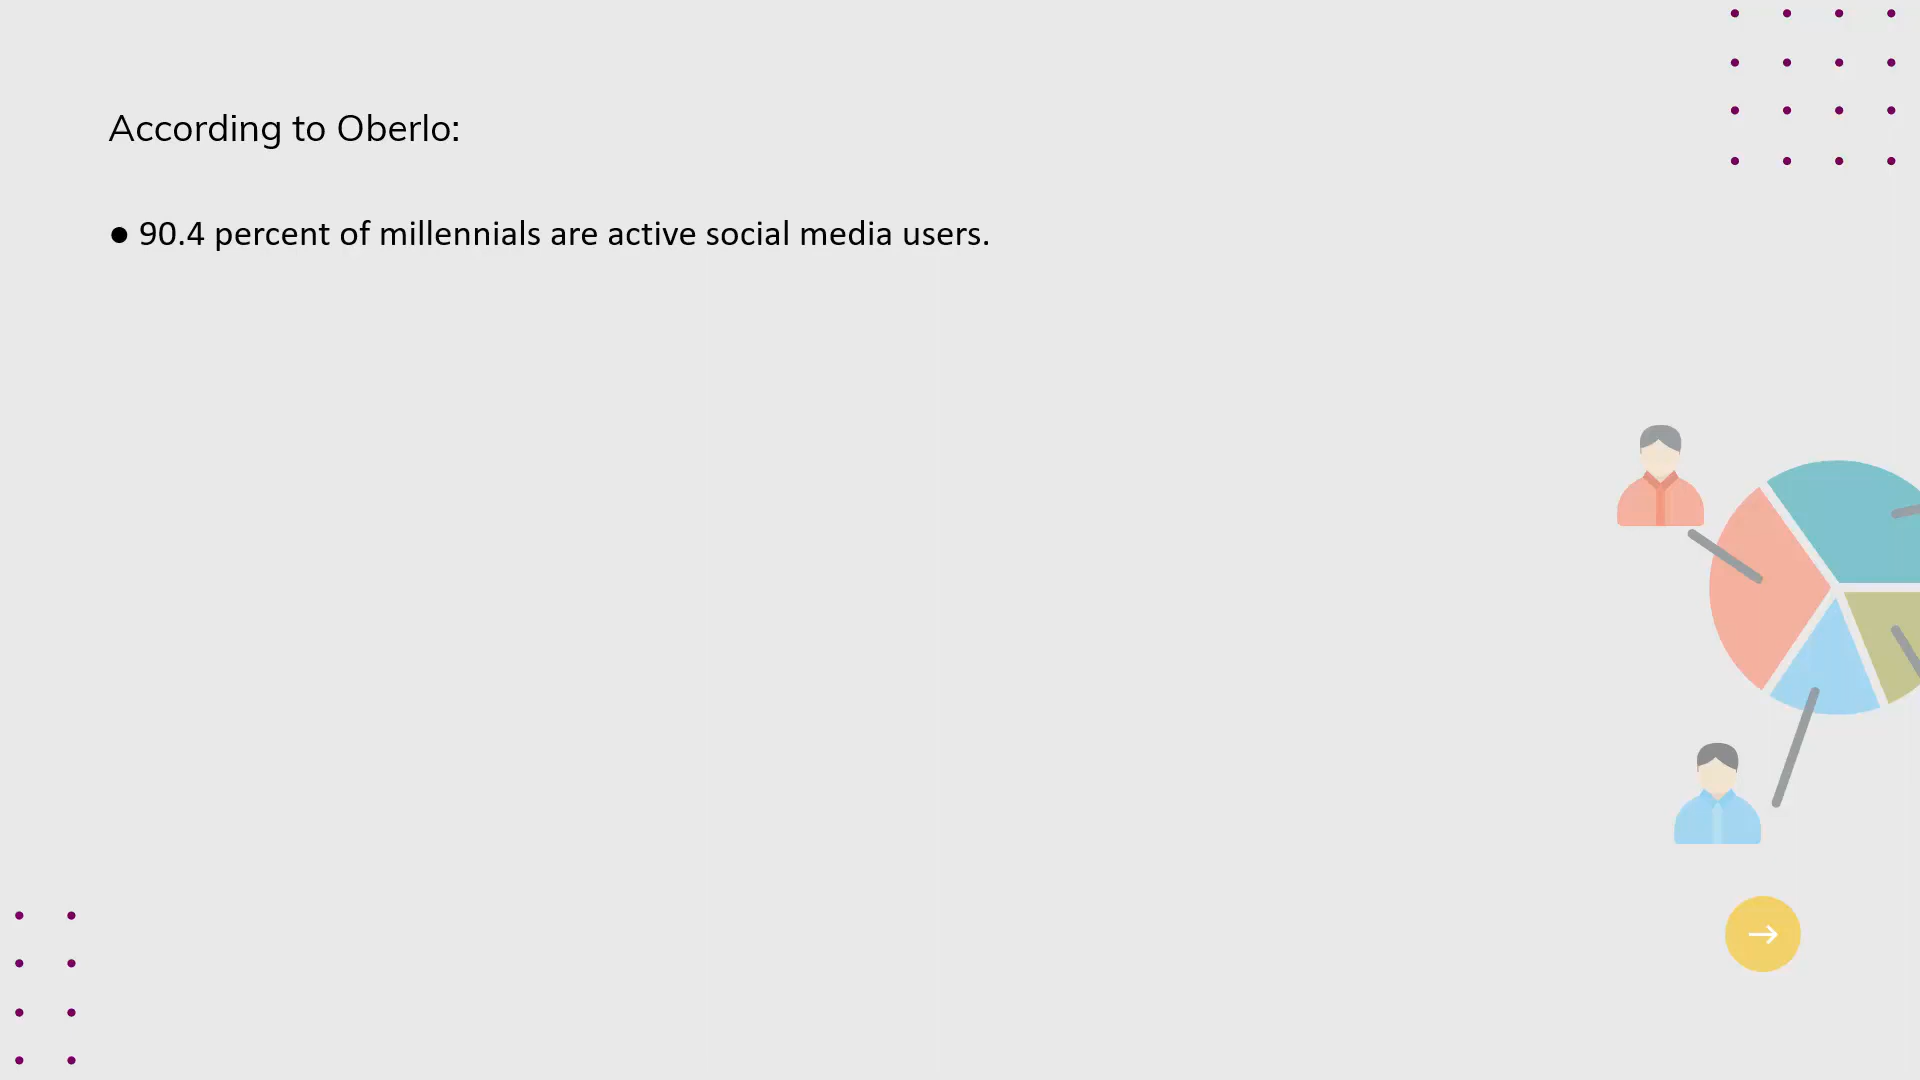 According to Oberlo:
● 90.4 percent of millennials are active social media users.